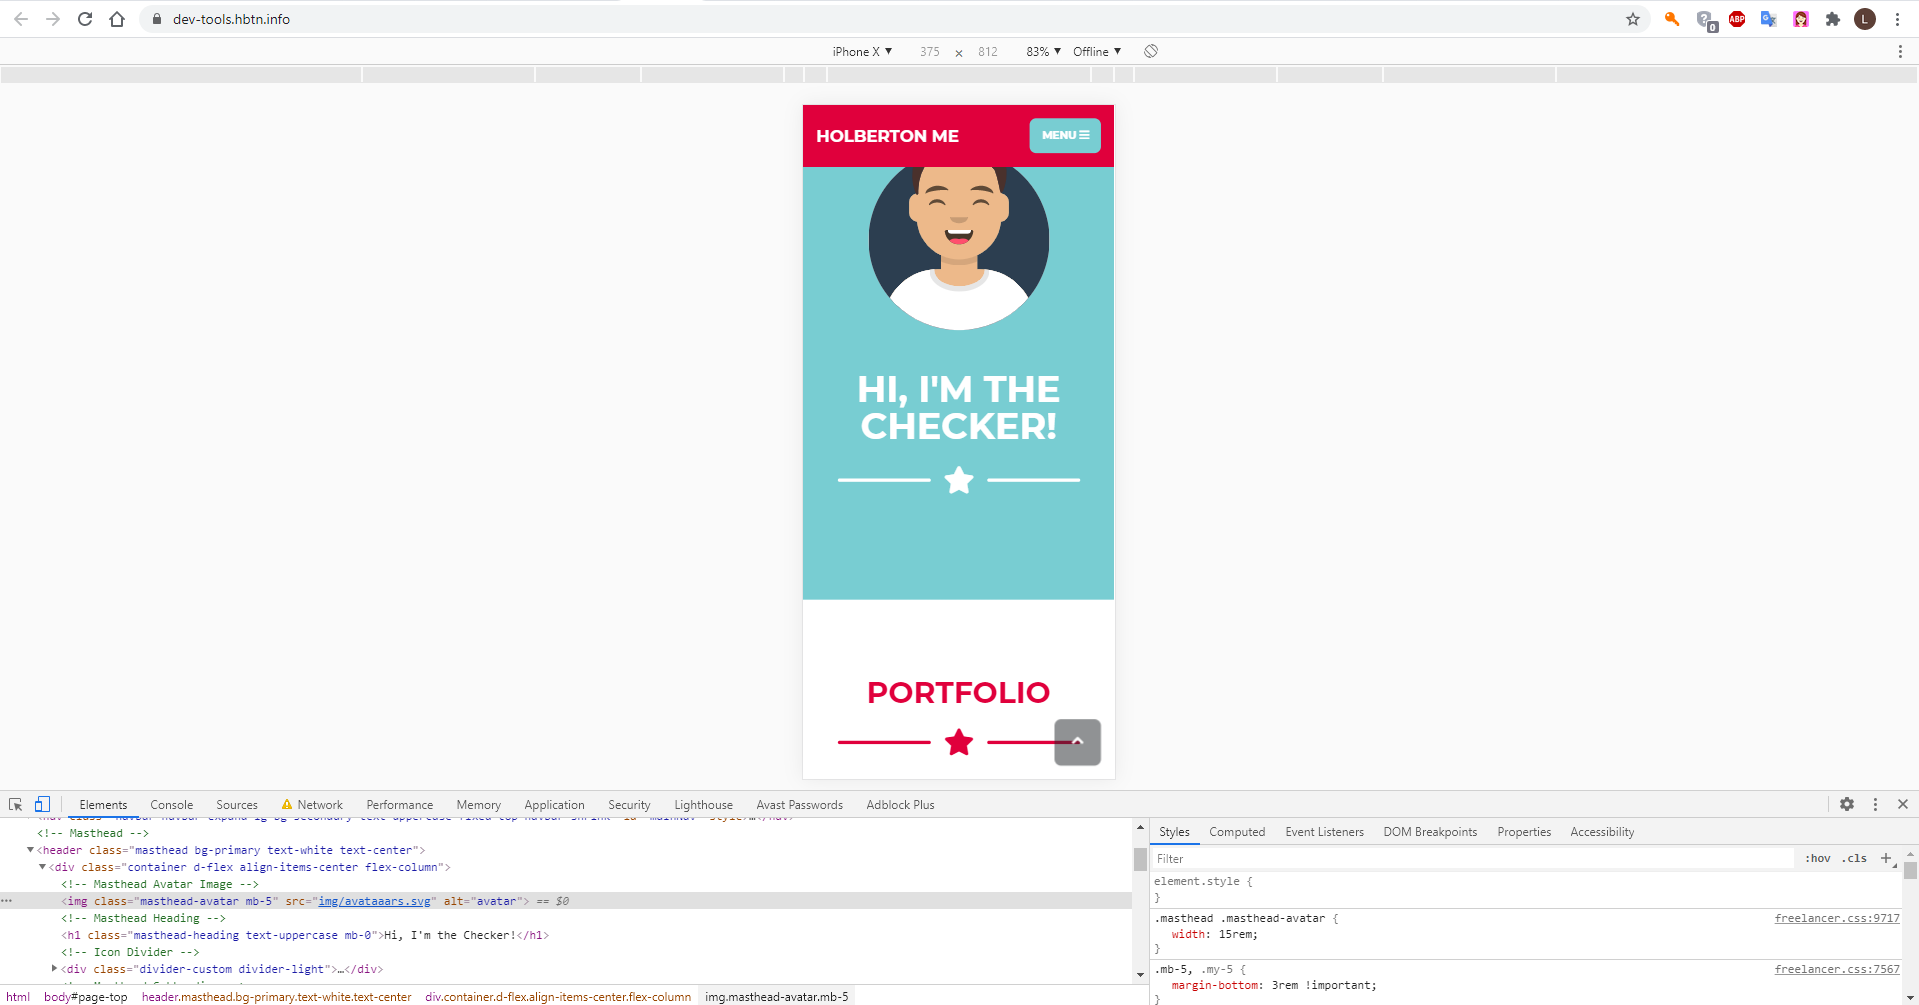 dev-tools.hbtn.info
0
ABP
L
iPhone X ▼ 375 × 812 83% ▼ Offline ▼
HOLBERTON ME MENU
HI, I'M THE
CHECKER!
PORTFOLIO
Elements Console Sources Network Performance Memory Application Security Lighthouse Avast Passwords Adblock Plus
<!-- Masthead -->
<header class="masthead bg-primary text-white text-center">
<div class="container d-flex align-items-center flex-column">
<!-- Masthead Avatar Image -->
<img class="masthead-avatar mb-5" src="img/avataaars.svg" alt="avatar"> == $0
<!-- Masthead Heading -->
<h1 class="masthead-heading text-uppercase mb-0">Hi, I'm the Checker!</h1>
<!-- Icon Divider -->
<div class="divider-custom divider-light">…</div>
html body#page-top header.masthead.bg-primary.text-white.text-center div.container.d-flex.align-items-center.flex-column img.masthead-avatar.mb-5
Styles Computed Event Listeners DOM Breakpoints Properties Accessibility
Filter :hov .cls +
element.style {
}
.masthead .masthead-avatar { freelancer.css:9717
width: 15rem;
}
.mb-5, .my-5 { freelancer.css:7567
margin-bottom: 3rem !important;
}